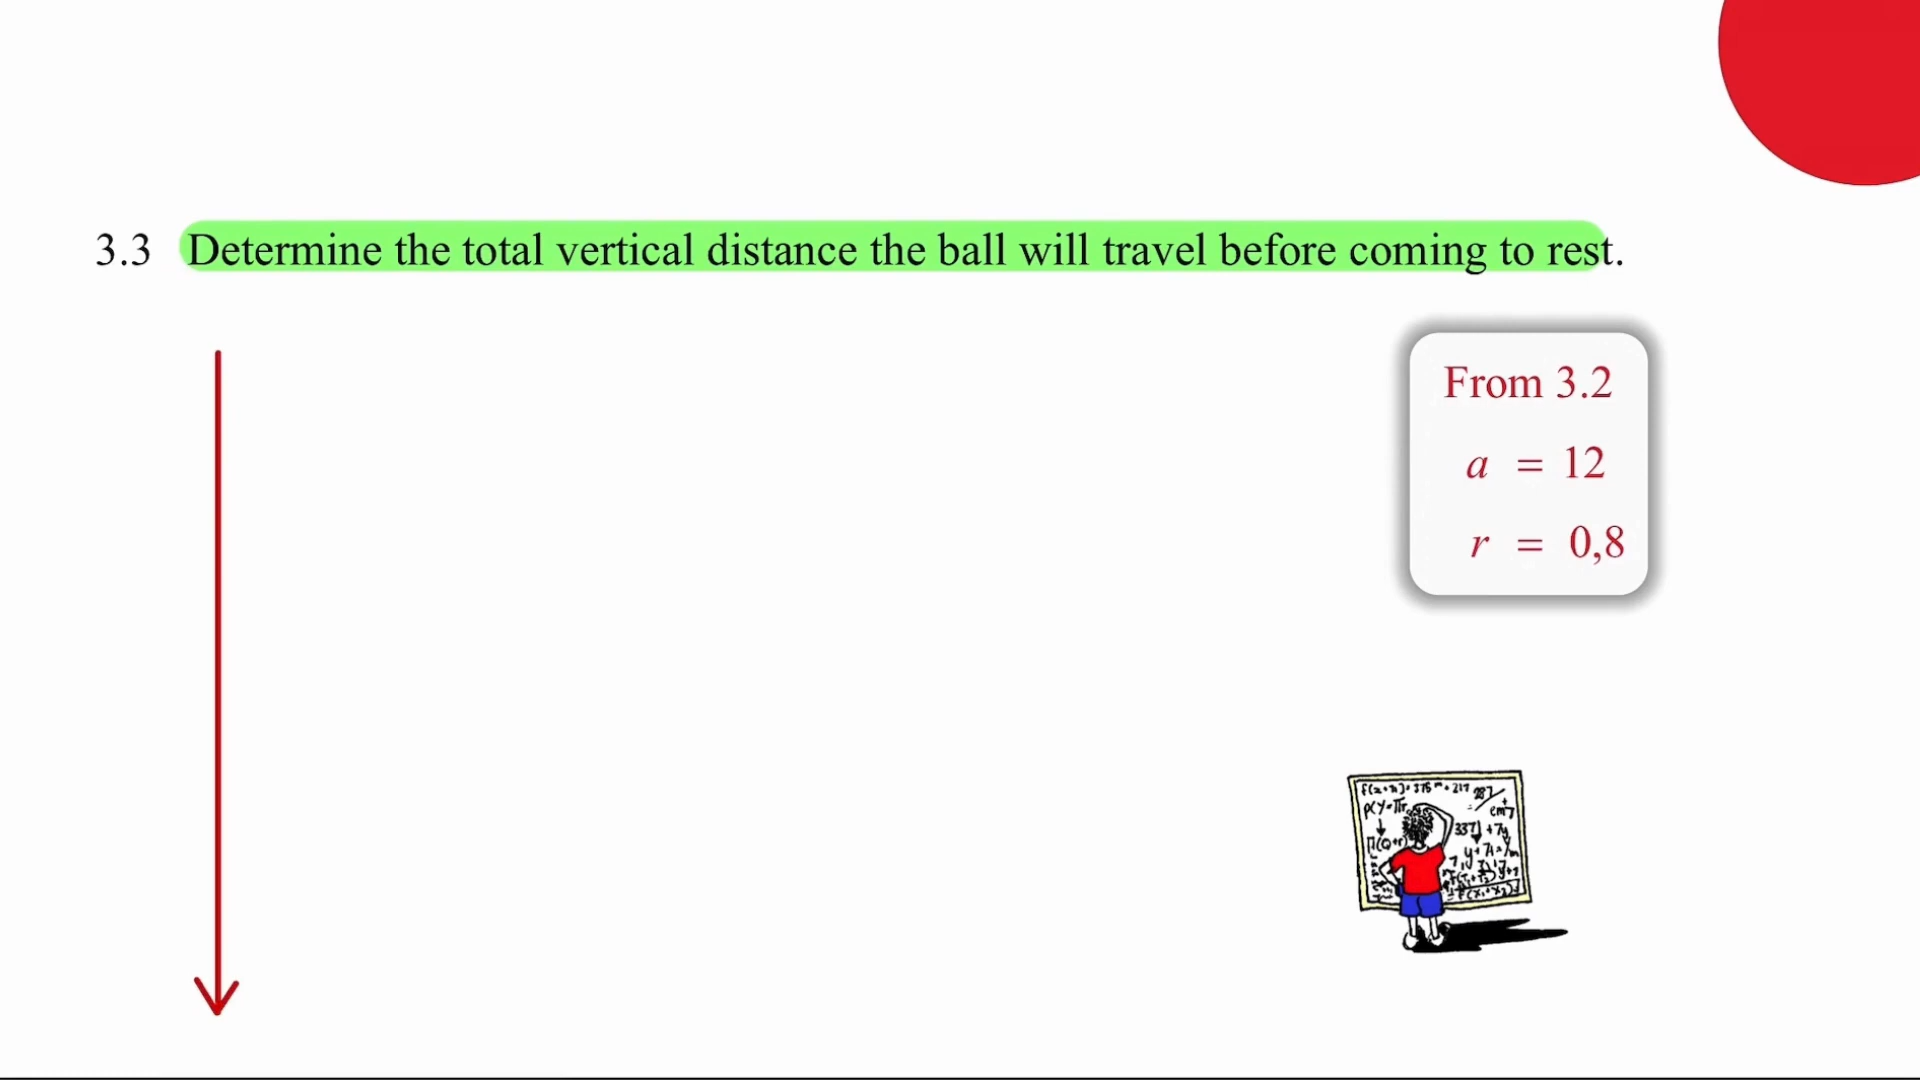 3.3 Determine the total vertical distance the ball will travel before coming to rest.
From 3.2
a = 12
r = 0,8